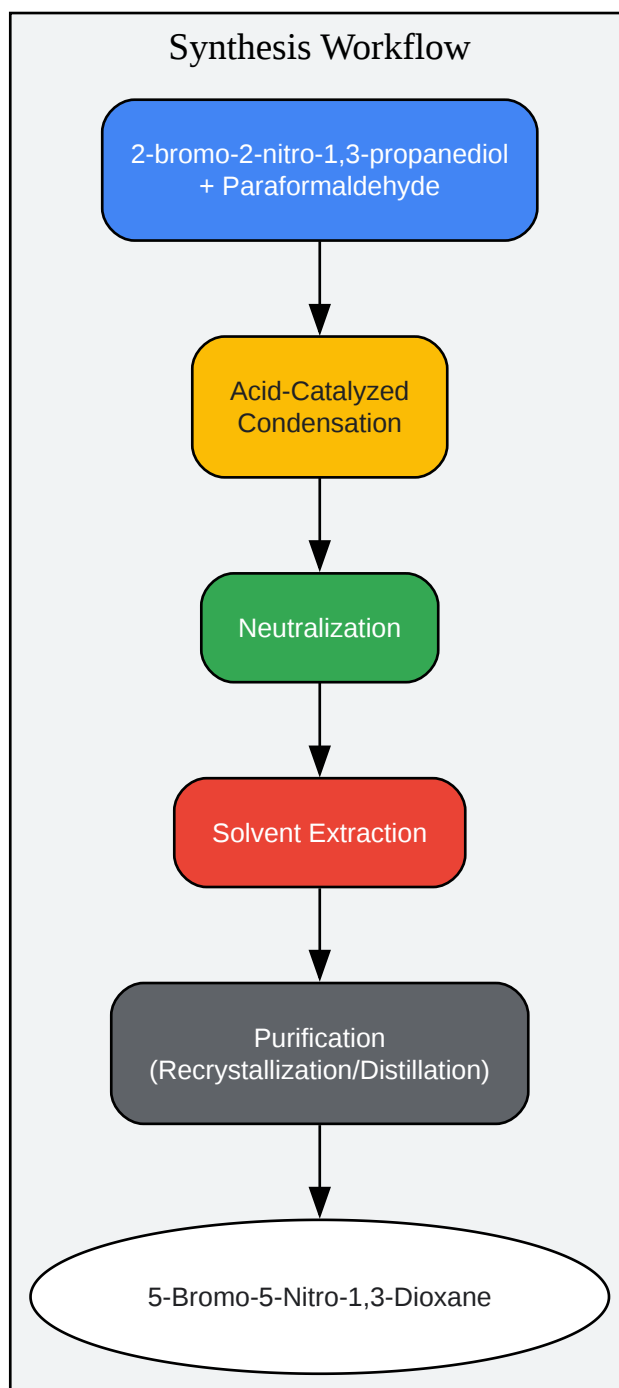 Synthesis Workflow
2-bromo-2-nitro-1,3-propanediol
+ Paraformaldehyde
Acid-Catalyzed
Condensation
Neutralization
Solvent Extraction
Purification
(Recrystallization/Distillation)
5-Bromo-5-Nitro-1,3-Dioxane